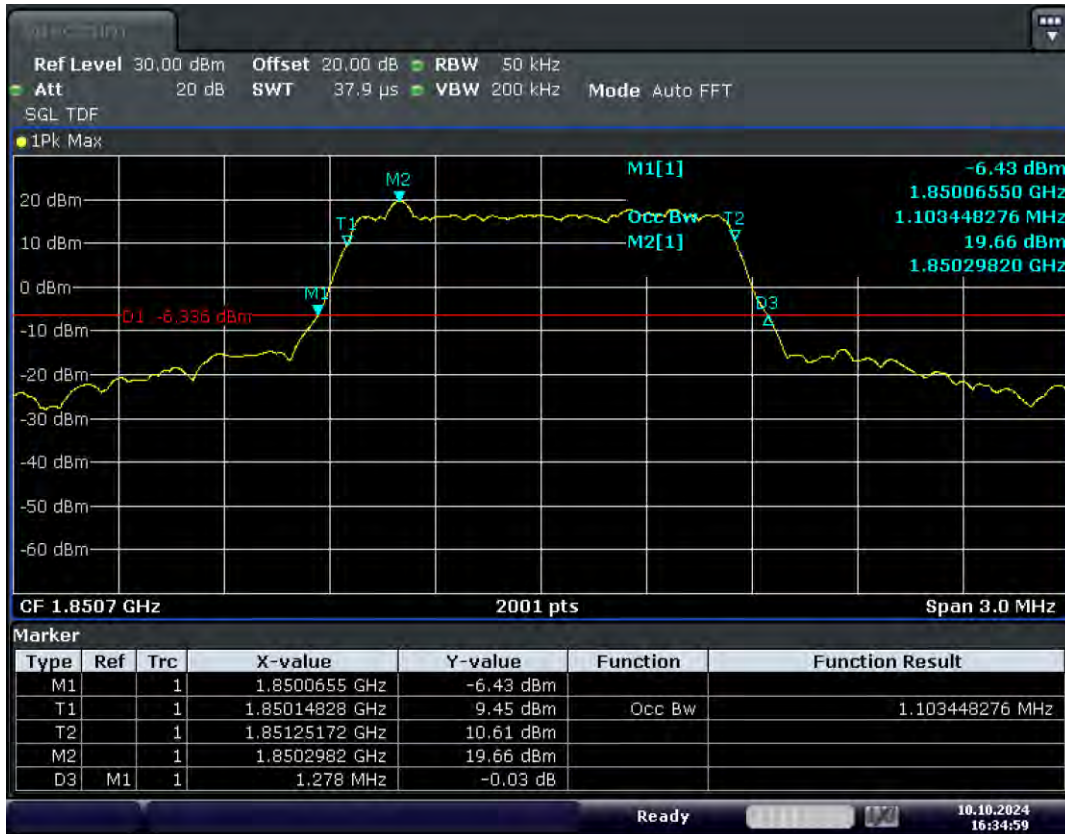 Spectrum
Ref Level 30.00 dBm Offset 20.00 dB RBW 50 kHz
Att 20 dB SWT 37.9 µs VBW 200 kHz Mode Auto FFT
SGL TDF
1Pk Max
M1[1] -6.43 dBm
1.85006550 GHz
Occ Bw 1.103448276 MHz
M2[1] 19.66 dBm
1.85029820 GHz
M2
T1
T2
M1
D3
D1 -6.336 dBm
20 dBm
10 dBm
0 dBm
-10 dBm
-20 dBm
-30 dBm
-40 dBm
-50 dBm
-60 dBm
CF 1.8507 GHz 2001 pts Span 3.0 MHz
Marker
Type Ref Trc X-value Y-value Function Function Result
M1 1 1.8500655 GHz -6.43 dBm
T1 1 1.85014828 GHz 9.45 dBm Occ Bw 1.103448276 MHz
T2 1 1.85125172 GHz 10.61 dBm
M2 1 1.8502982 GHz 19.66 dBm
D3 M1 1 1.278 MHz -0.03 dB
Ready 10.10.2024
16:34:59